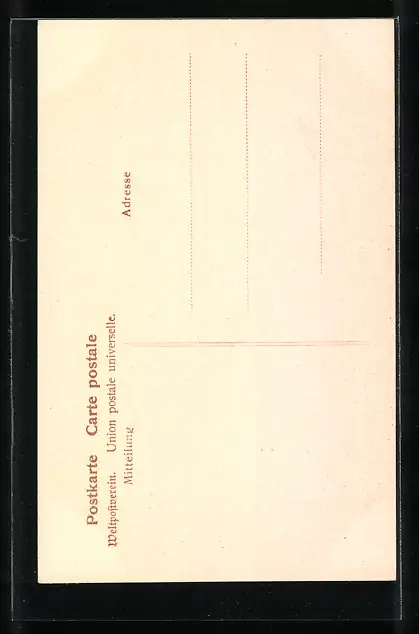 Postkarte Carte postale
Weltpostverein. Union postale universelle.
Mitteilung
Adresse